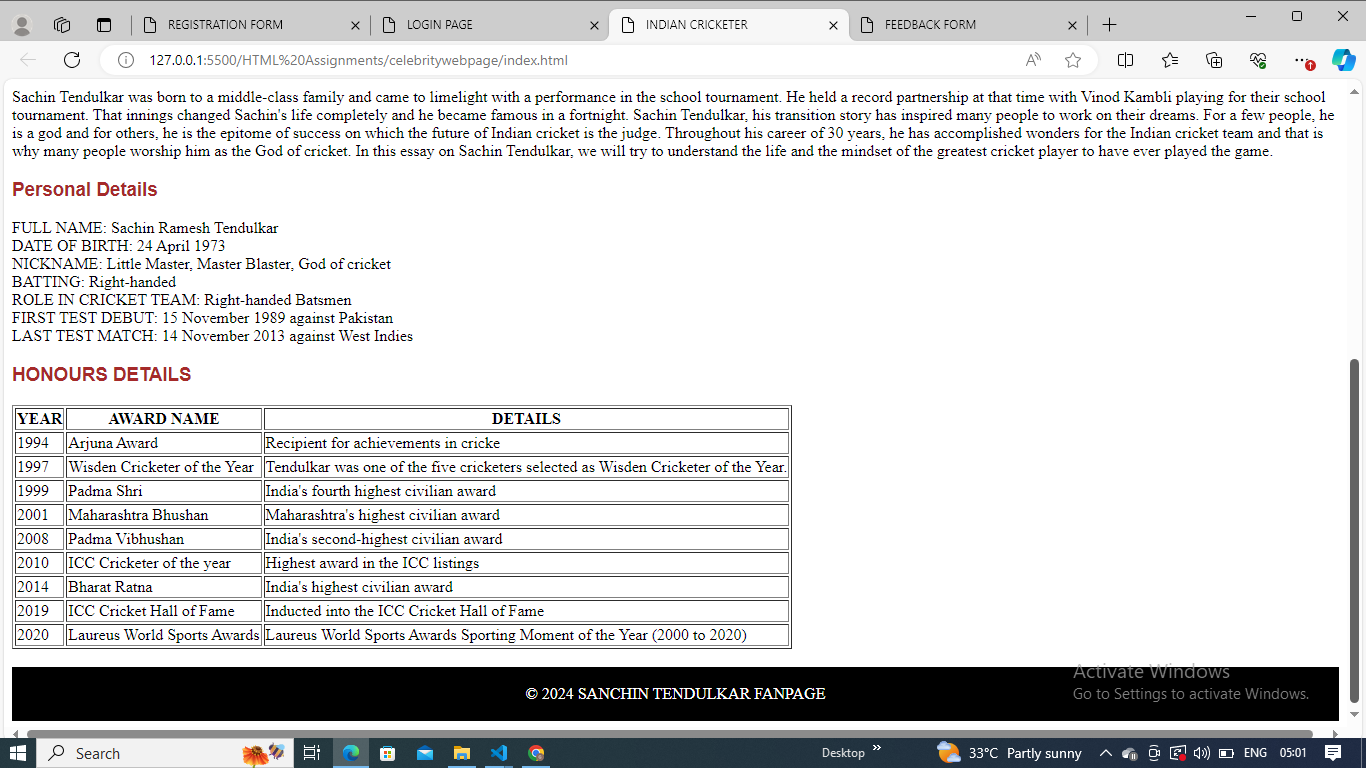 REGISTRATION FORM
LOGIN PAGE
INDIAN CRICKETER
FEEDBACK FORM
127.0.0.1:5500/HTML%20Assignments/celebritywebpage/index.html
Sachin Tendulkar was born to a middle-class family and came to limelight with a performance in the school tournament. He held a record partnership at that time with Vinod Kambli playing for their school
tournament. That innings changed Sachin's life completely and he became famous in a fortnight. Sachin Tendulkar, his transition story has inspired many people to work on their dreams. For a few people, he
is a god and for others, he is the epitome of success on which the future of Indian cricket is the judge. Throughout his career of 30 years, he has accomplished wonders for the Indian cricket team and that is
why many people worship him as the God of cricket. In this essay on Sachin Tendulkar, we will try to understand the life and the mindset of the greatest cricket player to have ever played the game.
Personal Details
FULL NAME: Sachin Ramesh Tendulkar
DATE OF BIRTH: 24 April 1973
NICKNAME: Little Master, Master Blaster, God of cricket
BATTING: Right-handed
ROLE IN CRICKET TEAM: Right-handed Batsmen
FIRST TEST DEBUT: 15 November 1989 against Pakistan
LAST TEST MATCH: 14 November 2013 against West Indies
HONOURS DETAILS
YEAR AWARD NAME DETAILS
1994 Arjuna Award Recipient for achievements in cricke
1997 Wisden Cricketer of the Year Tendulkar was one of the five cricketers selected as Wisden Cricketer of the Year.
1999 Padma Shri India's fourth highest civilian award
2001 Maharashtra Bhushan Maharashtra's highest civilian award
2008 Padma Vibhushan India's second-highest civilian award
2010 ICC Cricketer of the year Highest award in the ICC listings
2014 Bharat Ratna India's highest civilian award
2019 ICC Cricket Hall of Fame Inducted into the ICC Cricket Hall of Fame
2020 Laureus World Sports Awards Laureus World Sports Awards Sporting Moment of the Year (2000 to 2020)
© 2024 SANCHIN TENDULKAR FANPAGE
Activate Windows
Go to Settings to activate Windows.
Search Desktop 33°C Partly sunny ENG 05:01